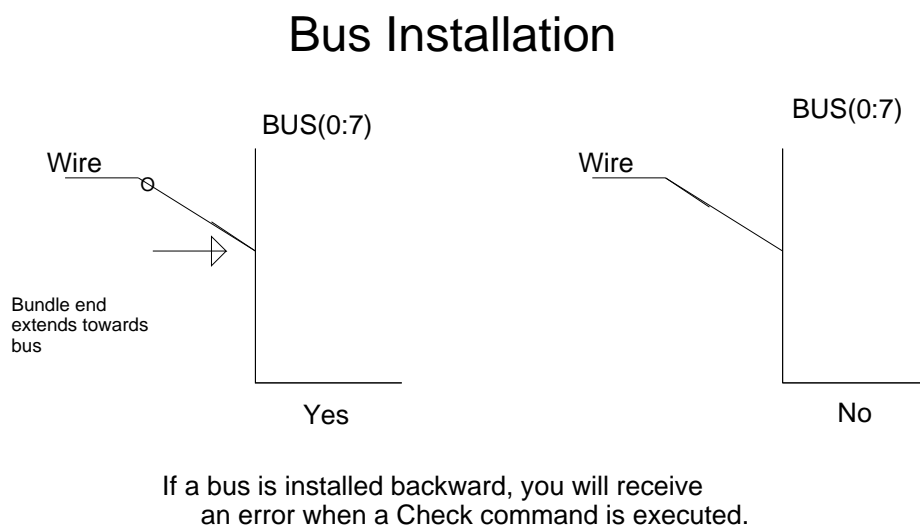 Bus Installation
BUS(0:7)
Wire
Bundle end
extends towards
bus
Yes
BUS(0:7)
Wire
No
If a bus is installed backward, you will receive
an error when a Check command is executed.